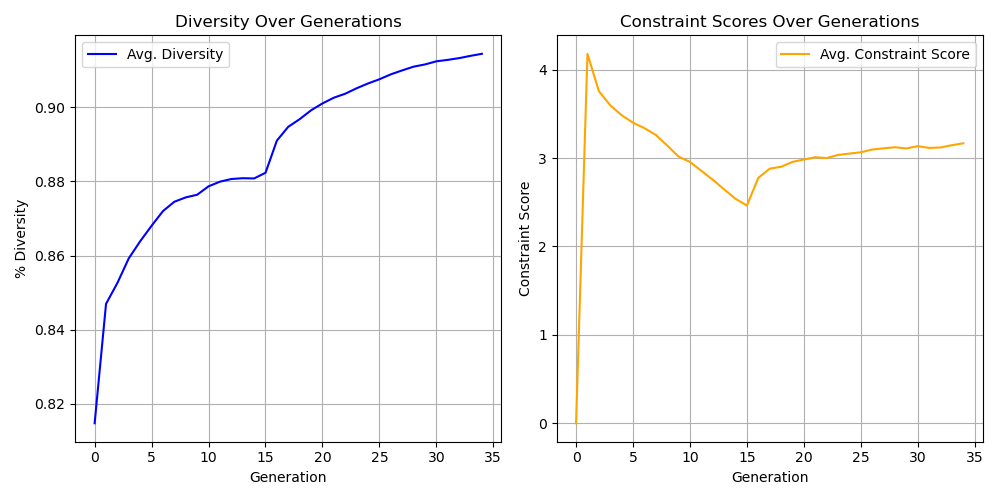 Diversity Over Generations
Avg. Diversity
% Diversity
0.90
0.88
0.86
0.84
0.82
0 5 10 15 20 25 30 35
Generation
Constraint Scores Over Generations
Avg. Constraint Score
Constraint Score
4
3
2
1
0
0 5 10 15 20 25 30 35
Generation